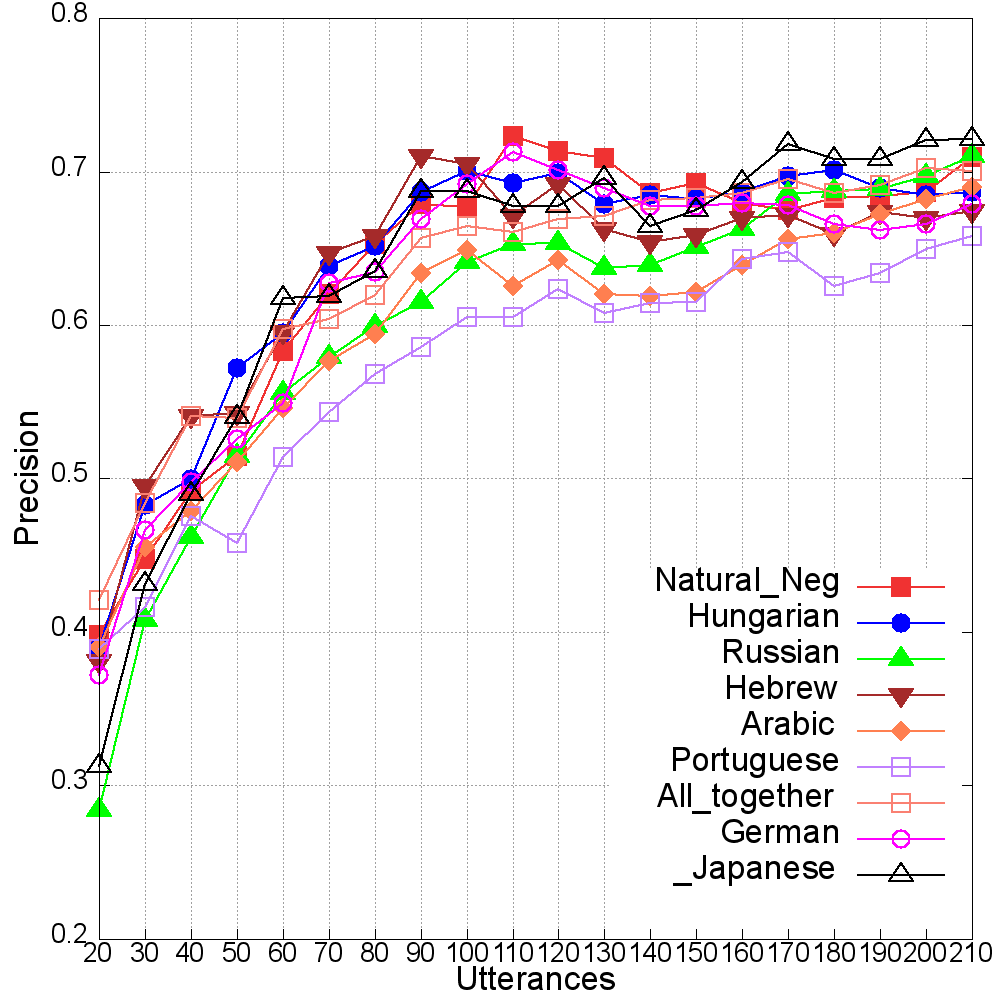 0.8
0.7
0.6
0.5
0.4
0.3
0.2
Precision
Natural_Neg
Hungarian
Russian
Hebrew
Arabic
Portuguese
All_together
German
_Japanese
20 30 40 50 60 70 80 90 100 110 120 130 140 150 160 170 180 190 200 210
Utterances